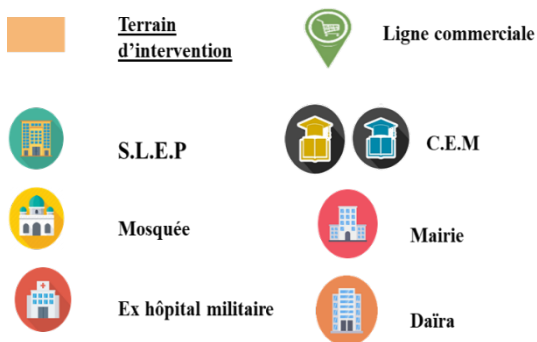 Terrain
d'intervention
Ligne commerciale
S.L.E.P
C.E.M
Mosquée
Mairie
Ex hôpital militaire
Daïra